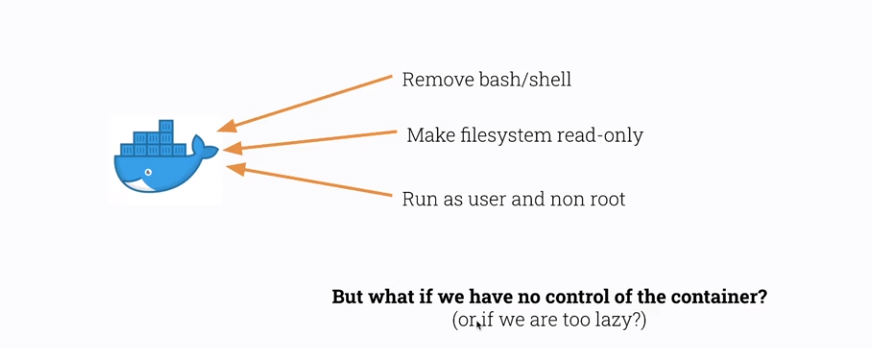 Remove bash/shell
Make filesystem read-only
Run as user and non root
But what if we have no control of the container?
(or if we are too lazy?)